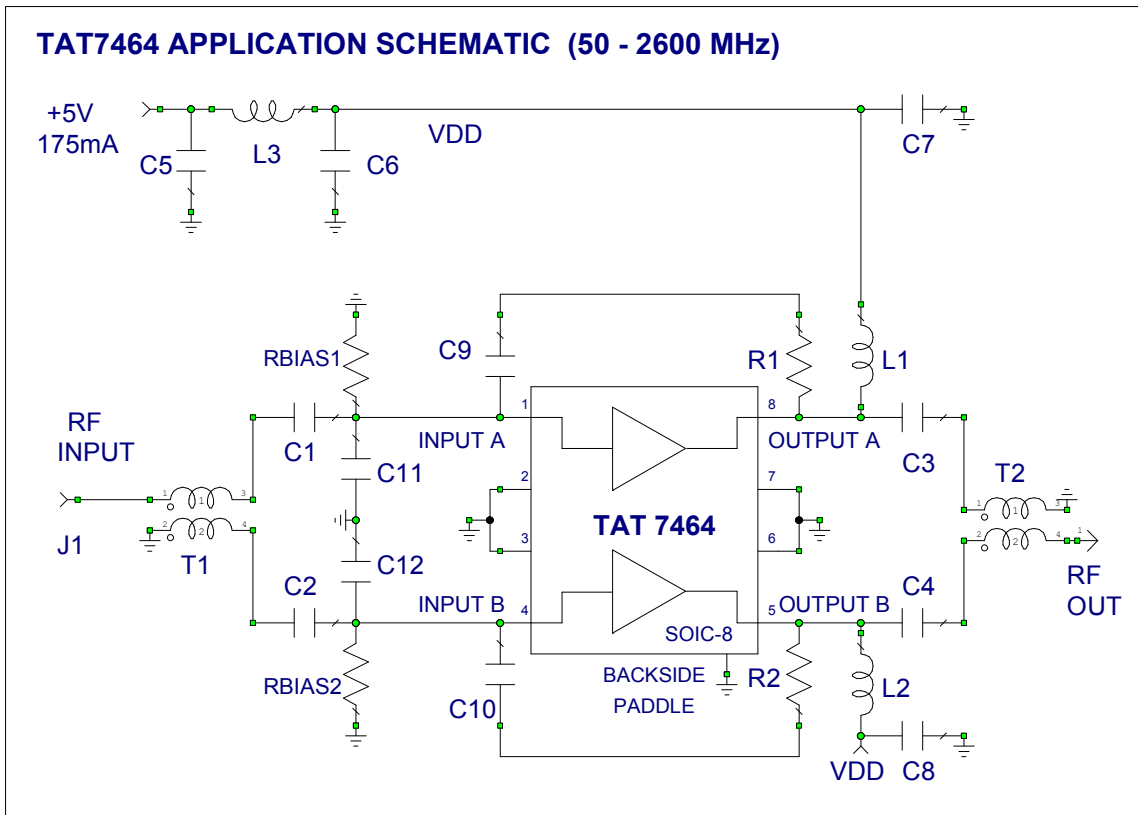 TAT7464 APPLICATION SCHEMATIC (50 - 2600 MHz)
+5V
175mA
C5
L3
C6
VDD
C7
RBIAS1
C9
R1
L1
RF
INPUT
C1
1
INPUT A
8
OUTPUT A
C3
C11
2
7
T2
1
1
3
2
2
4
1
1
1
3
J1
2
2
4
T1
TAT 7464
3
6
C12
C2
INPUT B
4
5
OUTPUT B
C4
RF
OUT
SOIC-8
RBIAS2
C10
BACKSIDE
PADDLE
R2
L2
VDD
C8